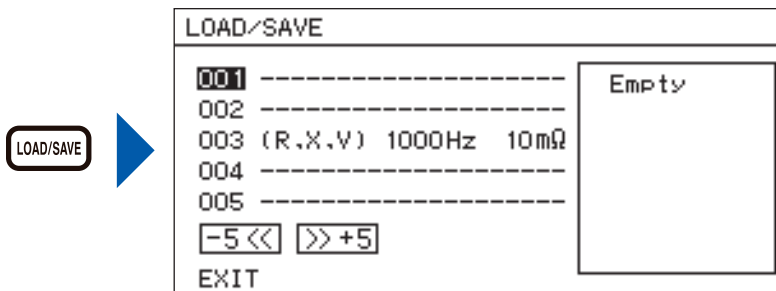 LOAD/SAVE
LOAD/SAVE
001 --------------------
002 --------------------
003 (R,X,V) 1000Hz 10mΩ
004 --------------------
005 --------------------
-5 << >> +5
EXIT
Empty